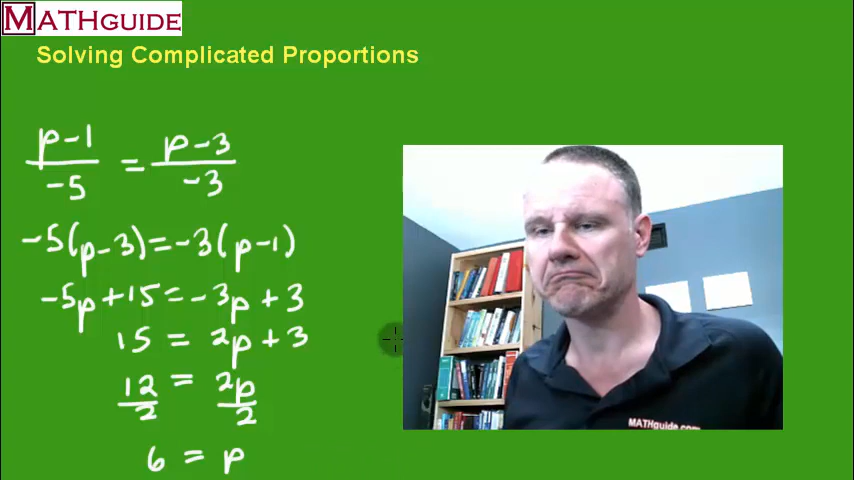 MATHGUIDE
Solving Complicated Proportions
p-1/-5 = p-3/-3
-5(p-3)=-3(p-1)
-5p+15=-3p+3
15 = 2p+3
12/2 = 2p/2
6 = p
MATHguide.com